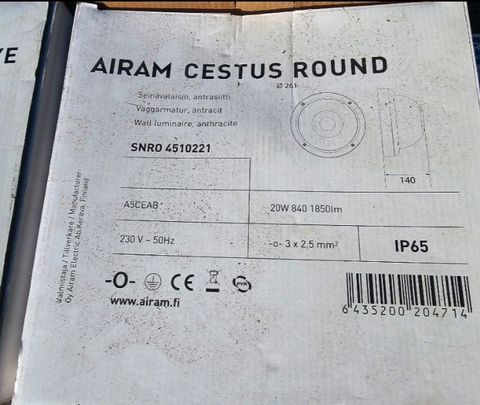 YE
AIRAM CESTUS ROUND
Seinävalaisin, antrasiitti
Väggarmatur, antracit
Wall luminaire, anthracite
Ø 261
140
SNRO 4510221
A5CEAB
20W 840 1850lm
230 V ~ 50Hz
-o- 3 x 2,5 mm²
IP65
-O- CE
www.airam.fi
6 435200 204714
Valmistaja / Tillverkare / Manufacturer
Oy Airam Electric Ab, Kerava, Finland